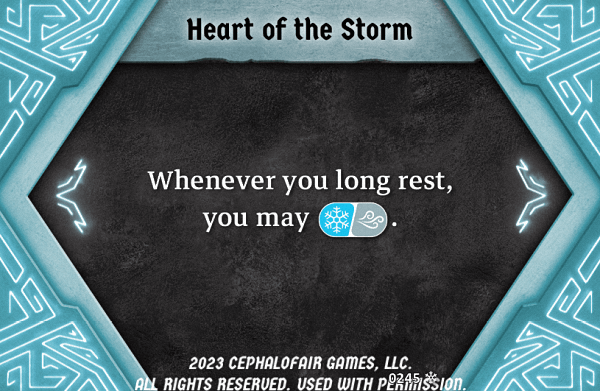 Heart of the Storm
Whenever you long rest,
you may .
2023 CEPHALOFAIR GAMES, LLC.
ALL RIGHTS RESERVED. USED WITH PERMISSION.
0245